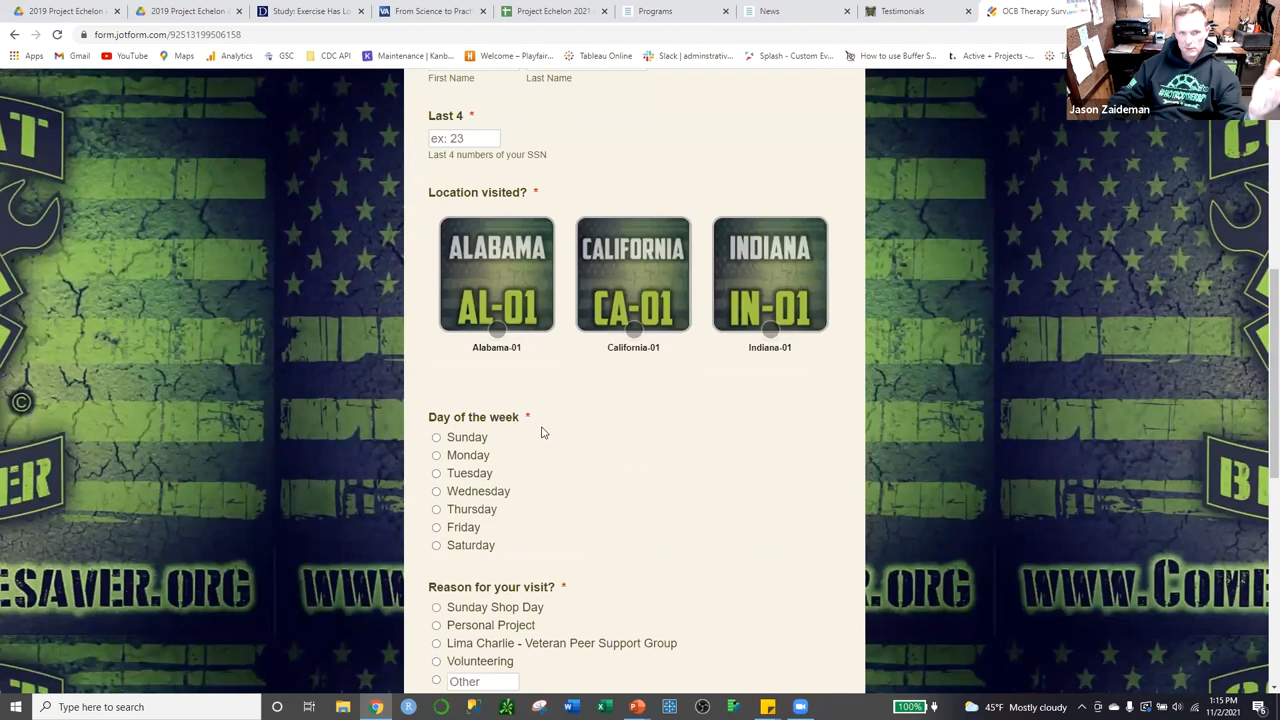 2019 Project Echelon
2019 Project Echelon A
Study: Exercise Has Lo
From Science to Practi
Project Echelon 2021 -
Programs
News
Testimonials
OCB Therapy Surv
form.jotform.com/92513199506158
Apps
Gmail
YouTube
Maps
Analytics
GSC
CDC API
Maintenance | Kanb...
Welcome – Playfair...
Tableau Online
Slack | adminstrativ...
Splash - Custom Ev...
How to use Buffer S...
Active + Projects -...
Jason Zaideman
First Name
Last Name
Last 4 *
ex: 23
Last 4 numbers of your SSN
Location visited? *
ALABAMA
AL-01
CALIFORNIA
CA-01
INDIANA
IN-01
Alabama-01
California-01
Indiana-01
Day of the week *
Sunday
Monday
Tuesday
Wednesday
Thursday
Friday
Saturday
ESAVER.ORG
WWW
WWW.COME
Reason for your visit? *
Sunday Shop Day
Personal Project
Lima Charlie - Veteran Peer Support Group
Volunteering
Other
Type here to search
100%
45°F Mostly cloudy
1:15 PM
11/2/2021